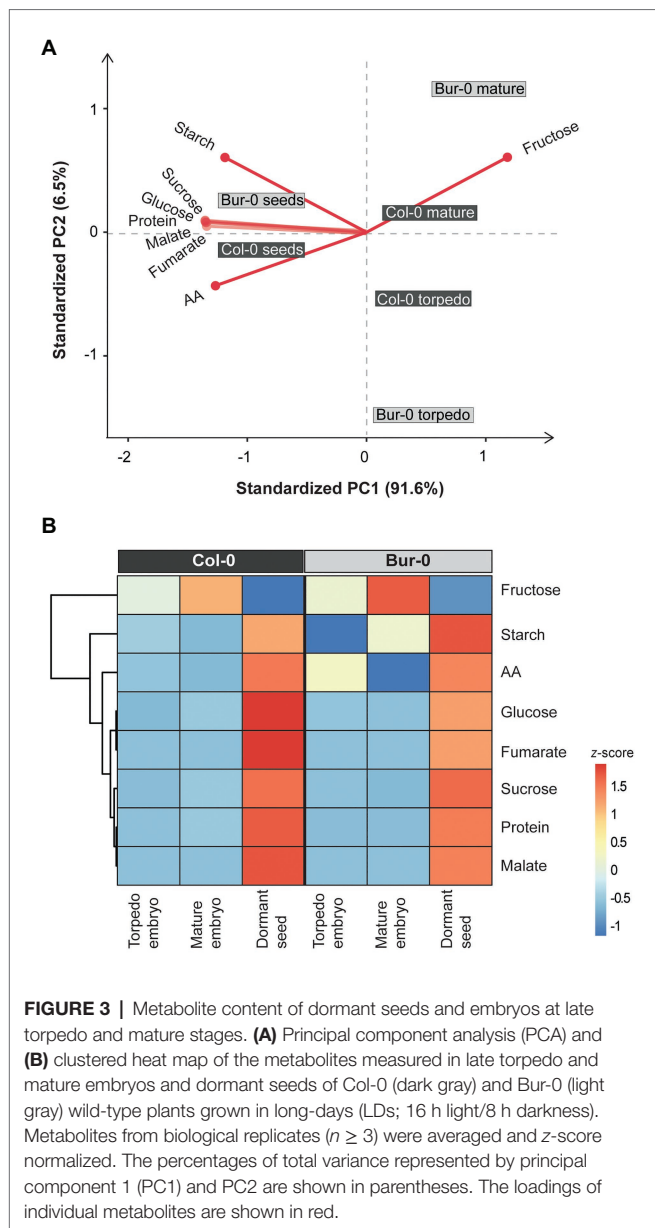 A
Standardized PC2 (6.5%)
1
0
-1
Bur-0 mature
Starch
Fructose
Sucrose
Glucose
Protein
Malate
Fumarate
AA
Bur-0 seeds
Col-0 mature
Col-0 seeds
Col-0 torpedo
Bur-0 torpedo
-2 -1 0 1
Standardized PC1 (91.6%)
B
Col-0 Bur-0
Fructose
Starch
AA
Glucose
Fumarate
Sucrose
Protein
Malate
z-score
1.5
1
0.5
0
-0.5
-1
Torpedo
embryo
Mature
embryo
Dormant
seed
Torpedo
embryo
Mature
embryo
Dormant
seed
FIGURE 3 | Metabolite content of dormant seeds and embryos at late
torpedo and mature stages. (A) Principal component analysis (PCA) and
(B) clustered heat map of the metabolites measured in late torpedo and
mature embryos and dormant seeds of Col-0 (dark gray) and Bur-0 (light
gray) wild-type plants grown in long-days (LDs; 16 h light/8 h darkness).
Metabolites from biological replicates (n ≥ 3) were averaged and z-score
normalized. The percentages of total variance represented by principal
component 1 (PC1) and PC2 are shown in parentheses. The loadings of
individual metabolites are shown in red.